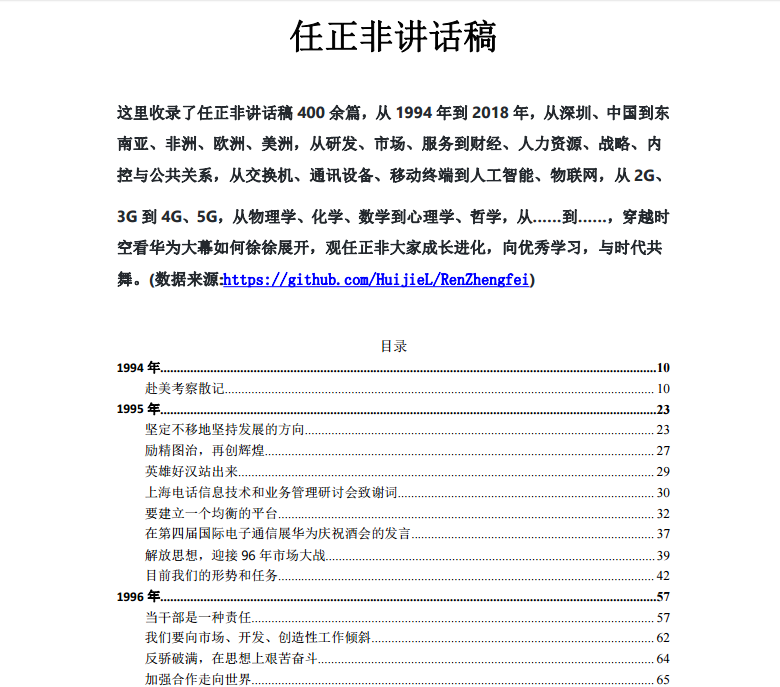 任正非讲话稿
这里收录了任正非讲话稿 400 余篇，从 1994 年到 2018 年，从深圳、中国到东
南亚、非洲、欧洲、美洲，从研发、市场、服务到财经、人力资源、战略、内
控与公共关系，从交换机、通讯设备、移动终端到人工智能、物联网，从 2G、
3G 到 4G、5G，从物理学、化学、数学到心理学、哲学，从……到……，穿越时
空看华为大幕如何徐徐展开，观任正非大家成长进化，向优秀学习，与时代共
舞。(数据来源:https://github.com/HuijieL/RenZhengfei)
目录
1994 年....................10
赴美考察散记....................10
1995 年....................23
坚定不移地坚持发展的方向....................23
励精图治，再创辉煌....................27
英雄好汉站出来....................29
上海电话信息技术和业务管理研讨会致谢词....................30
要建立一个均衡的平台....................32
在第四届国际电子通信展华为庆祝酒会的发言....................37
解放思想，迎接 96 年市场大战....................39
目前我们的形势和任务....................42
1996 年....................57
当干部是一种责任....................57
我们要向市场、开发、创造性工作倾斜....................62
反骄破满，在思想上艰苦奋斗....................64
加强合作走向世界....................65